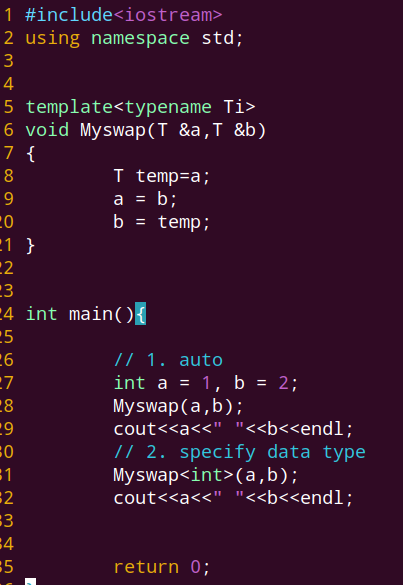 1 #include<iostream>
2 using namespace std;
3
4
5 template<typename Ti>
6 void Myswap(T &a,T &b)
7 {
8 T temp=a;
9 a = b;
20 b = temp;
21 }
22
23
24 int main(){
25
26 // 1. auto
27 int a = 1, b = 2;
28 Myswap(a,b);
29 cout<<a<<" "<<b<<endl;
30 // 2. specify data type
31 Myswap<int>(a,b);
32 cout<<a<<" "<<b<<endl;
33
34
35 return 0;